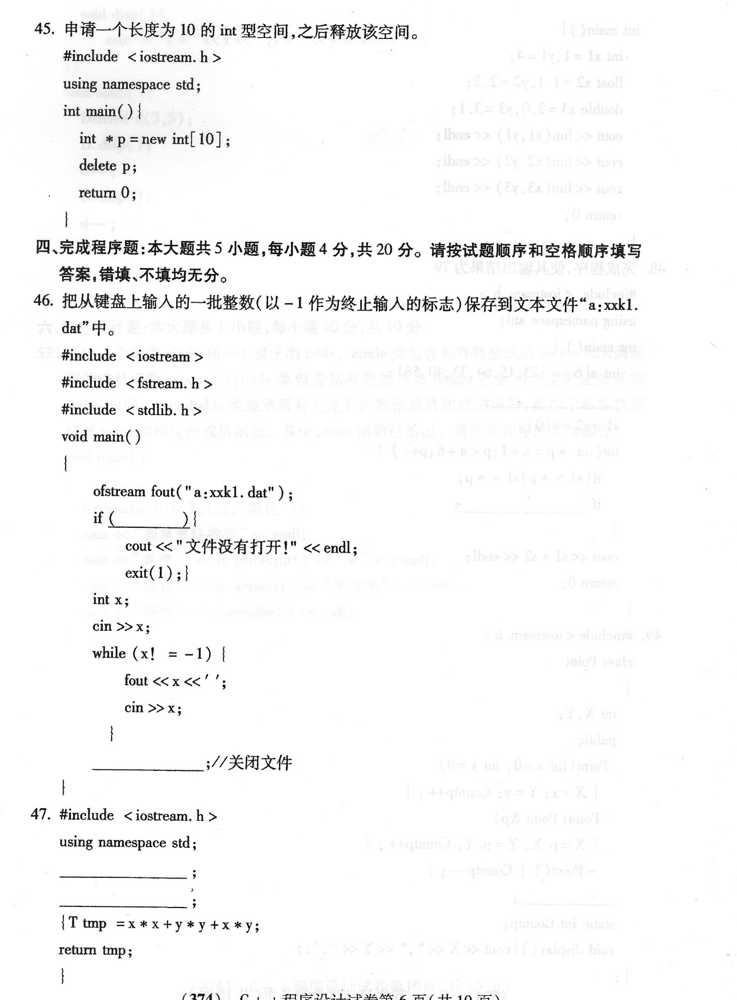 45. 申请一个长度为 10 的 int 型空间,之后释放该空间。
#include <iostream. h>
using namespace std;
int main(){
int *p=new int[10];
delete p;
return 0;
}
四、完成程序题:本大题共 5 小题,每小题 4 分,共 20 分。请按试题顺序和空格顺序填写
答案,错填、不填均无分。
46. 把从键盘上输入的一批整数(以 -1 作为终止输入的标志)保存到文本文件“a:xxk1.
dat”中。
#include <iostream>
#include <fstream. h>
#include <stdlib. h>
void main()
{
ofstream fout("a:xxk1. dat");
if (________){
cout<<"文件没有打开!"<<endl;
exit(1);}
int x;
cin>>x;
while (x! = -1) {
fout<<x<<' ';
cin>>x;
}
____________;//关闭文件
}
47. #include <iostream. h>
using namespace std;
____________;
____________;
{T tmp =x*x+y*y+x*y;
return tmp;
}
(374) C++程序设计试卷第 6 页(共 10 页)